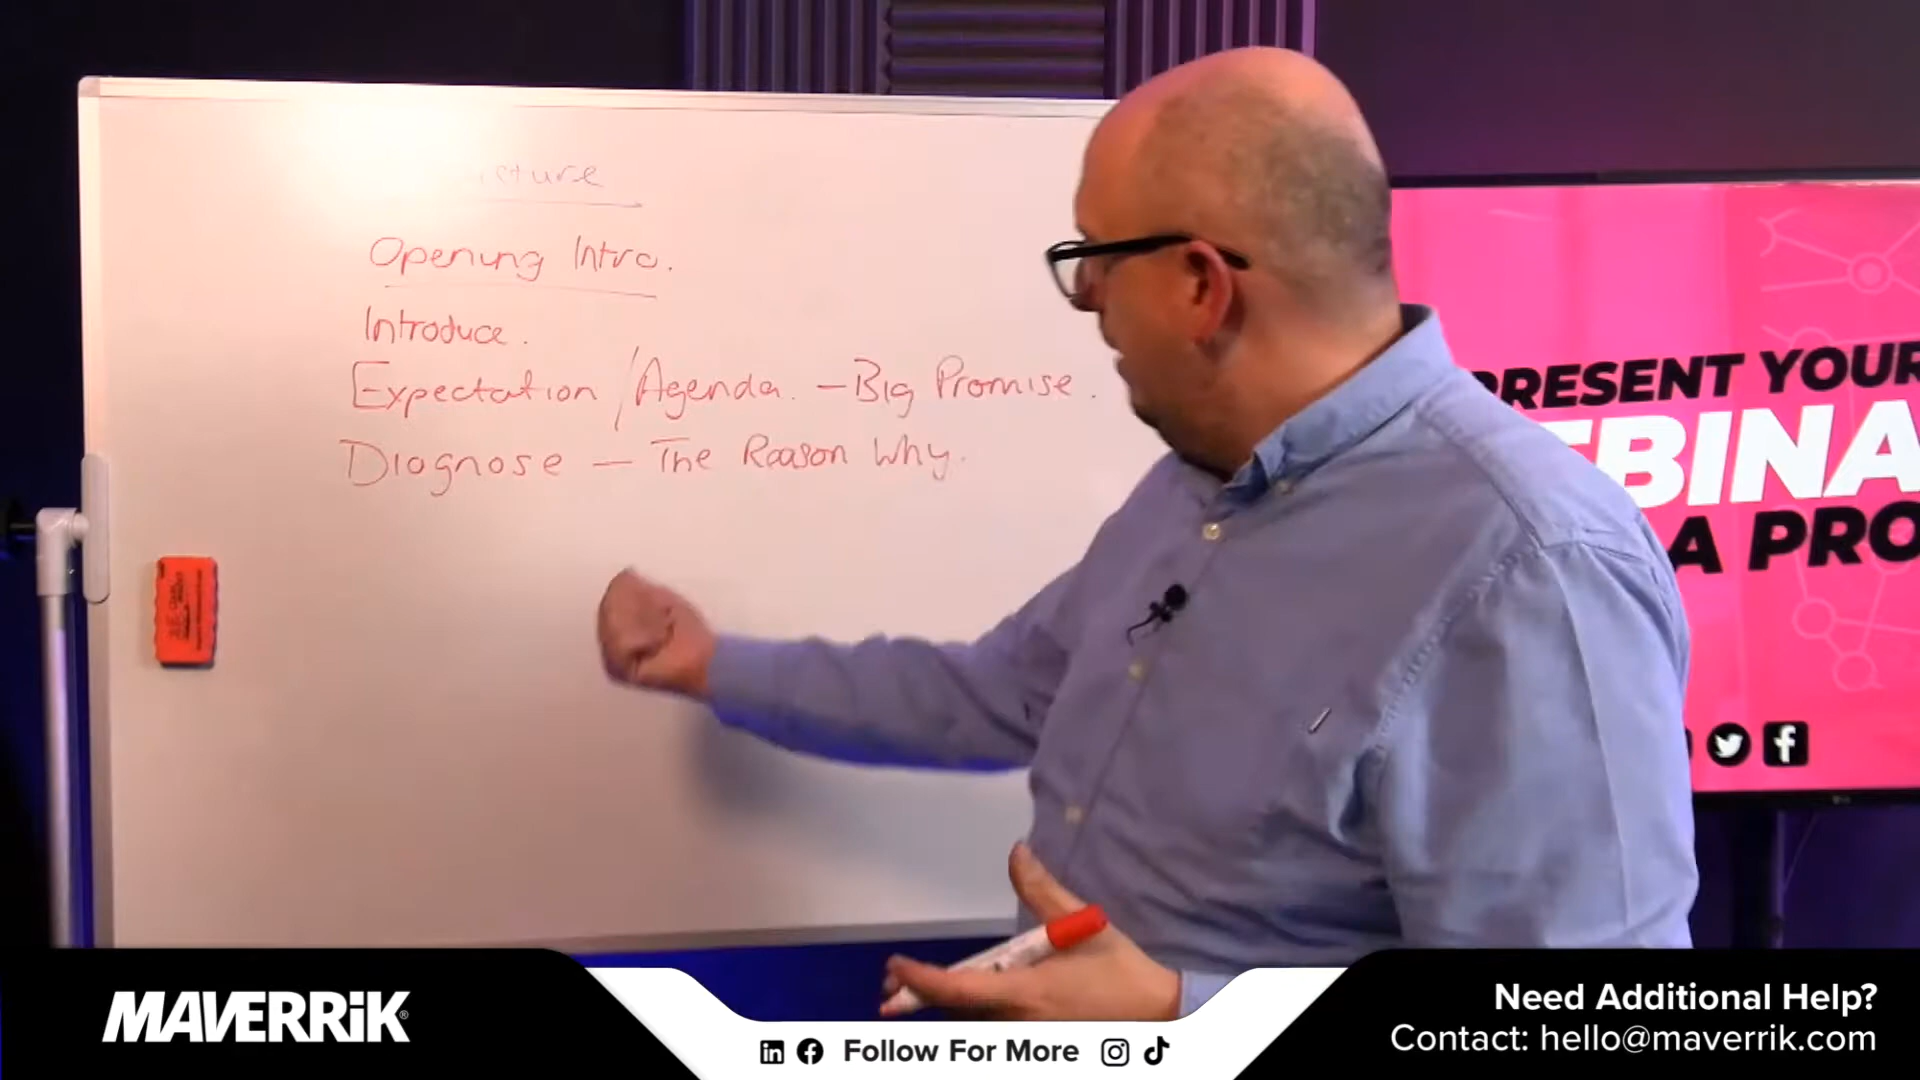 Opening Intro.
Introduce.
Expectation / Agenda. – Big Promise.
Diagnose – The Reason Why.
PRESENT YOUR
EBINA
A PRO
MAVERRiK®
Follow For More
Need Additional Help?
Contact: hello@maverrik.com